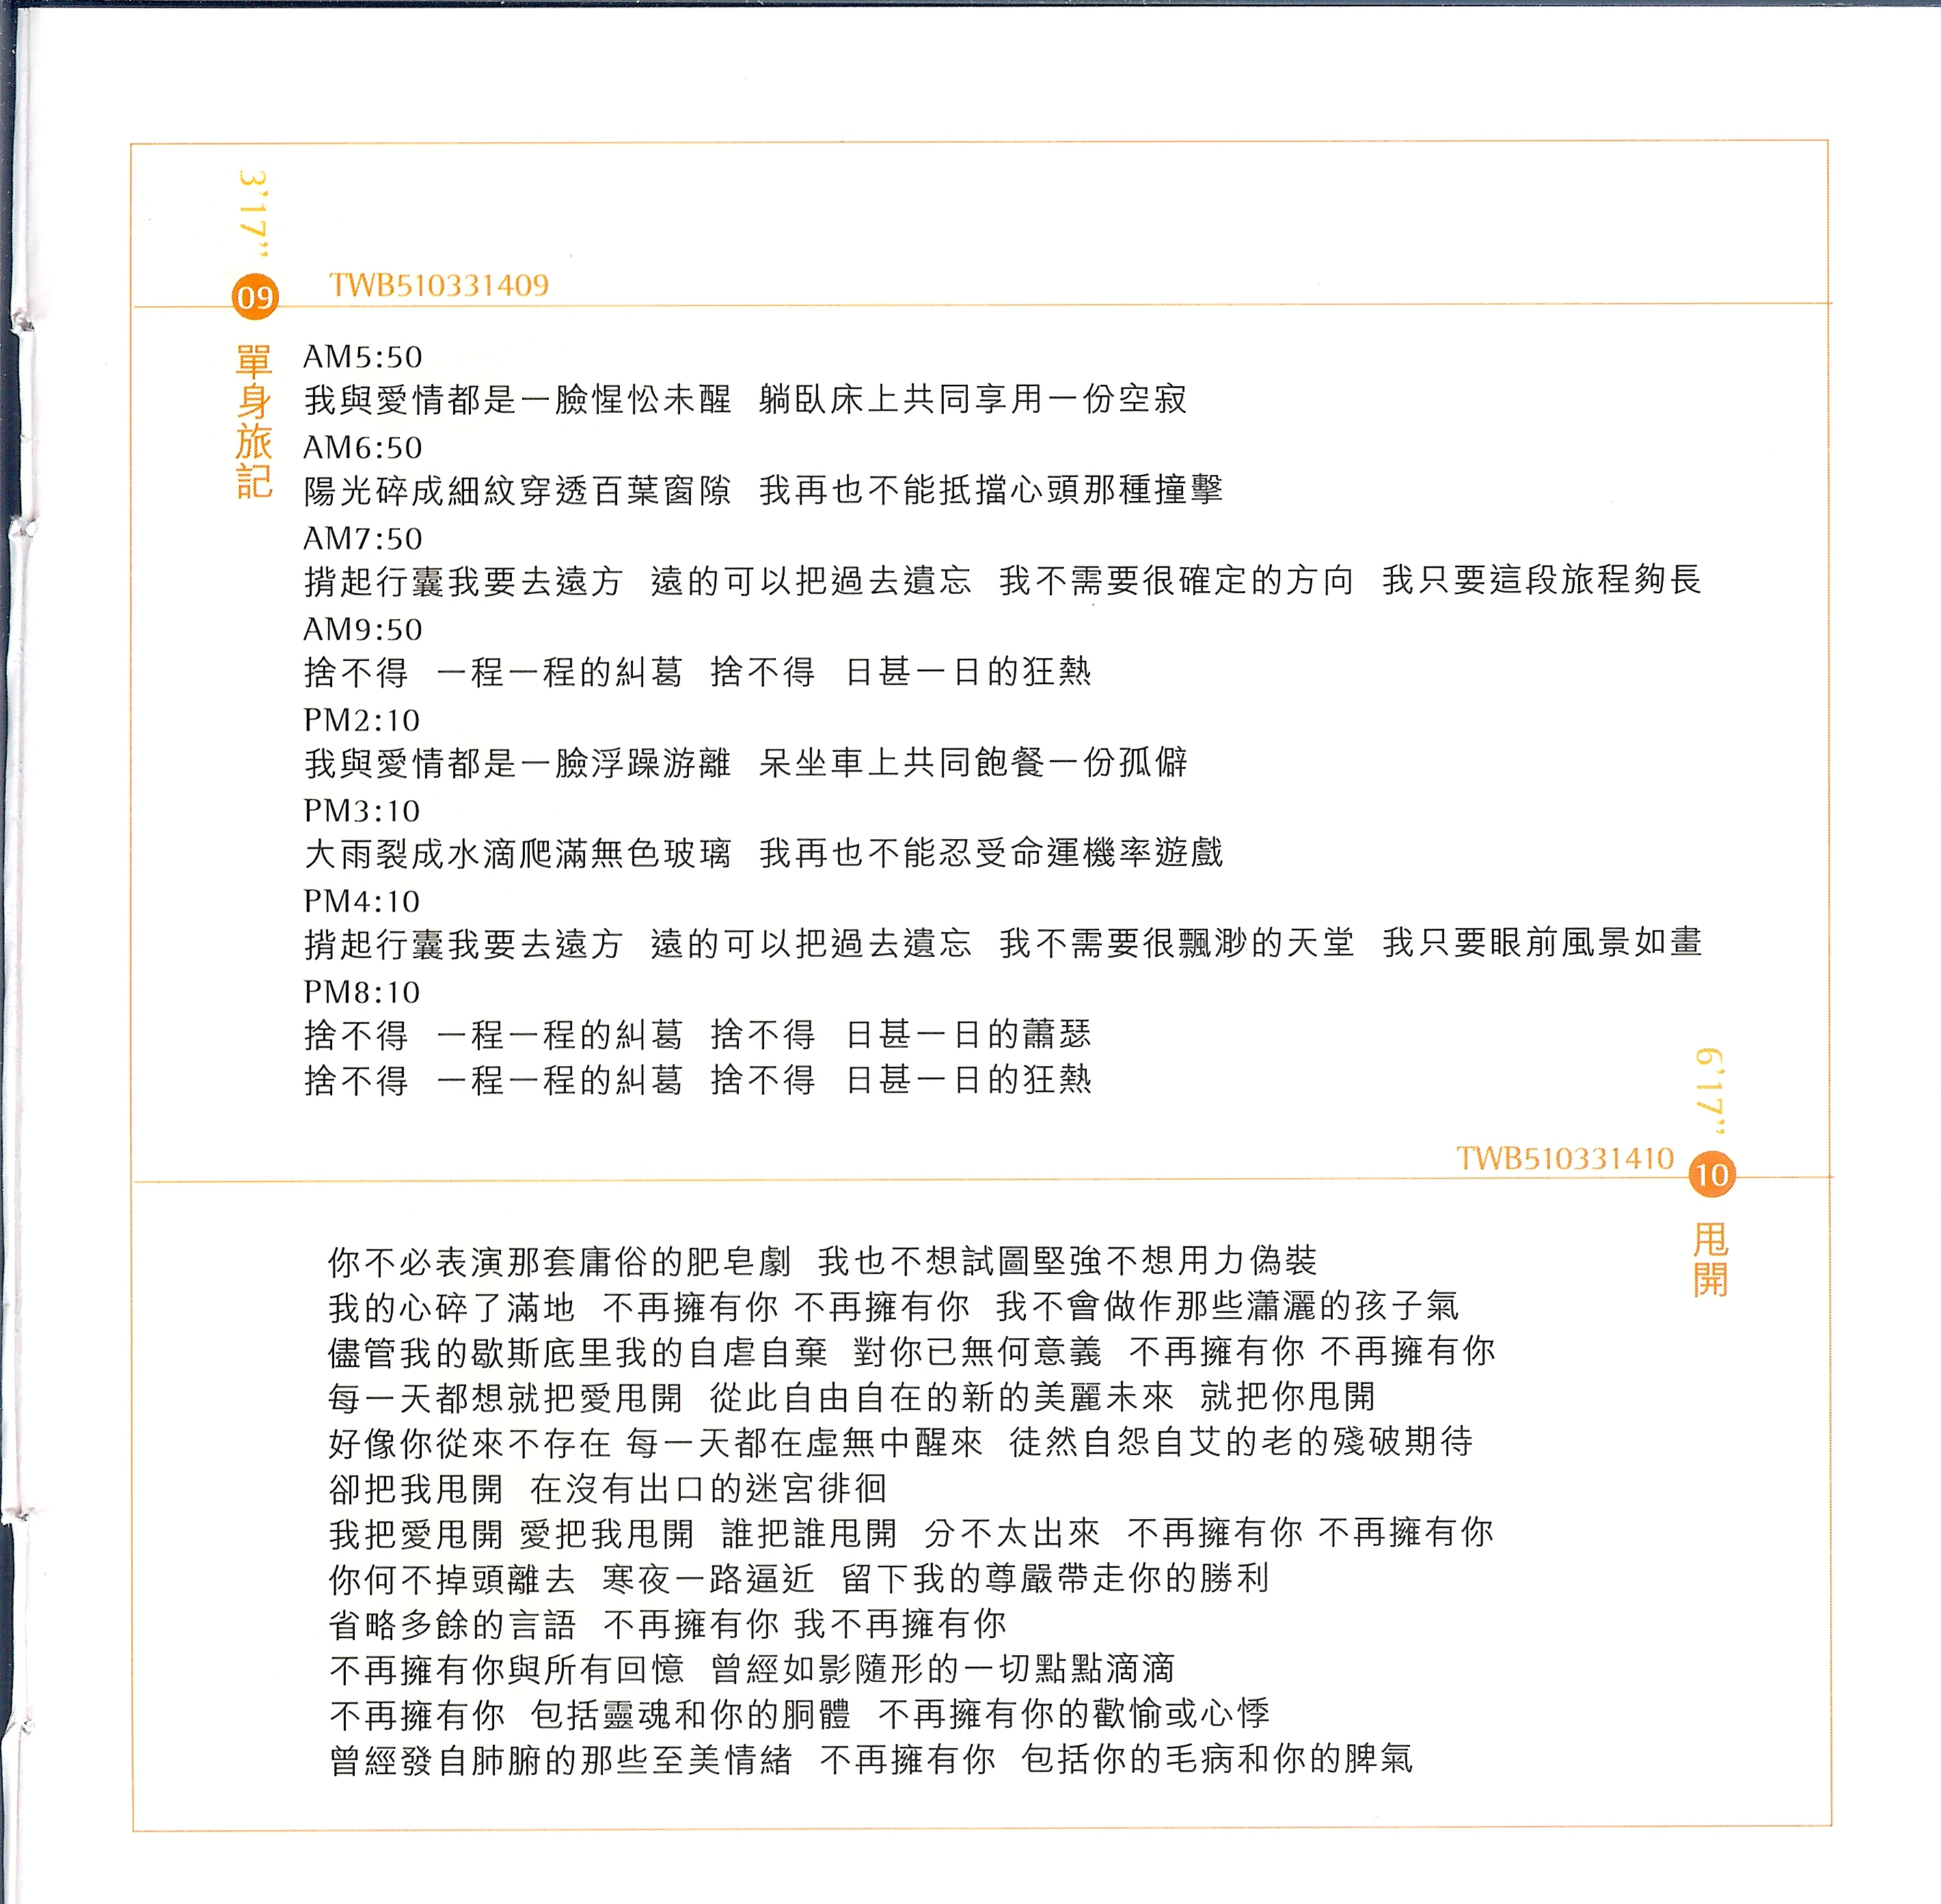 3'17"
09
TWB510331409
單身旅記
AM5:50
我與愛情都是一臉惺忪未醒 躺臥床上共同享用一份空寂
AM6:50
陽光碎成細紋穿透百葉窗隙 我再也不能抵擋心頭那種撞擊
AM7:50
揹起行囊我要去遠方 遠的可以把過去遺忘 我不需要很確定的方向 我只要這段旅程夠長
AM9:50
捨不得 一程一程的糾葛 捨不得 日甚一日的狂熱
PM2:10
我與愛情都是一臉浮躁游離 呆坐車上共同飽餐一份孤僻
PM3:10
大雨裂成水滴爬滿無色玻璃 我再也不能忍受命運機率遊戲
PM4:10
揹起行囊我要去遠方 遠的可以把過去遺忘 我不需要很飄渺的天堂 我只要眼前風景如畫
PM8:10
捨不得 一程一程的糾葛 捨不得 日甚一日的蕭瑟
捨不得 一程一程的糾葛 捨不得 日甚一日的狂熱
6'17"
TWB510331410
10
甩開
你不必表演那套庸俗的肥皂劇 我也不想試圖堅強不想用力偽裝
我的心碎了滿地 不再擁有你 不再擁有你 我不會做作那些瀟灑的孩子氣
儘管我的歇斯底里我的自虐自棄 對你已無何意義 不再擁有你 不再擁有你
每一天都想就把愛甩開 從此自由自在的新的美麗未來 就把你甩開
好像你從來不存在 每一天都在虛無中醒來 徒然自怨自艾的老的殘破期待
卻把我甩開 在沒有出口的迷宮徘徊
我把愛甩開 愛把我甩開 誰把誰甩開 分不太出來 不再擁有你 不再擁有你
你何不掉頭離去 寒夜一路逼近 留下我的尊嚴帶走你的勝利
省略多餘的言語 不再擁有你 我不再擁有你
不再擁有你與所有回憶 曾經如影隨形的一切點點滴滴
不再擁有你 包括靈魂和你的胴體 不再擁有你的歡愉或心悸
曾經發自肺腑的那些至美情緒 不再擁有你 包括你的毛病和你的脾氣